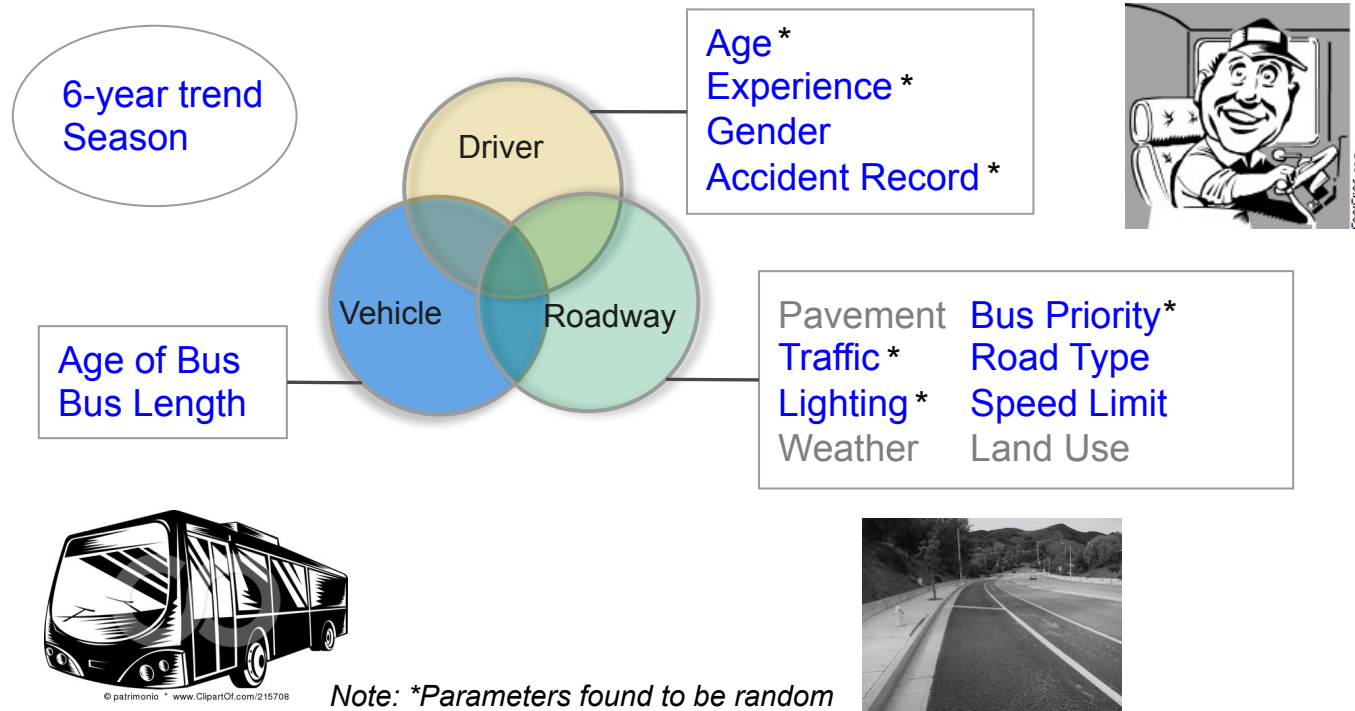 6-year trend
Season
Driver
Vehicle
Roadway
Age*
Experience *
Gender
Accident Record *
Age of Bus
Bus Length
Pavement Bus Priority*
Traffic * Road Type
Lighting * Speed Limit
Weather Land Use
© patrimonio * www.ClipartOf.com/215708
Note: *Parameters found to be random